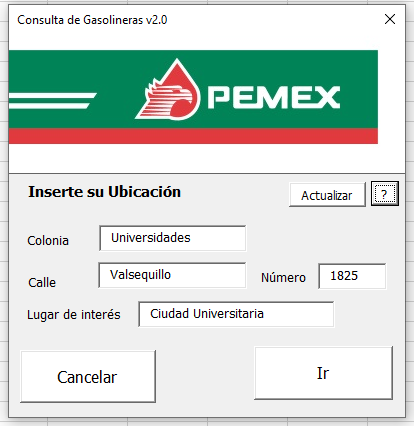 Consulta de Gasolineras v2.0
PEMEX
Inserte su Ubicación
Actualizar
?
Colonia
Universidades
Calle
Valsequillo
Número
1825
Lugar de interés
Ciudad Universitaria
Cancelar
Ir